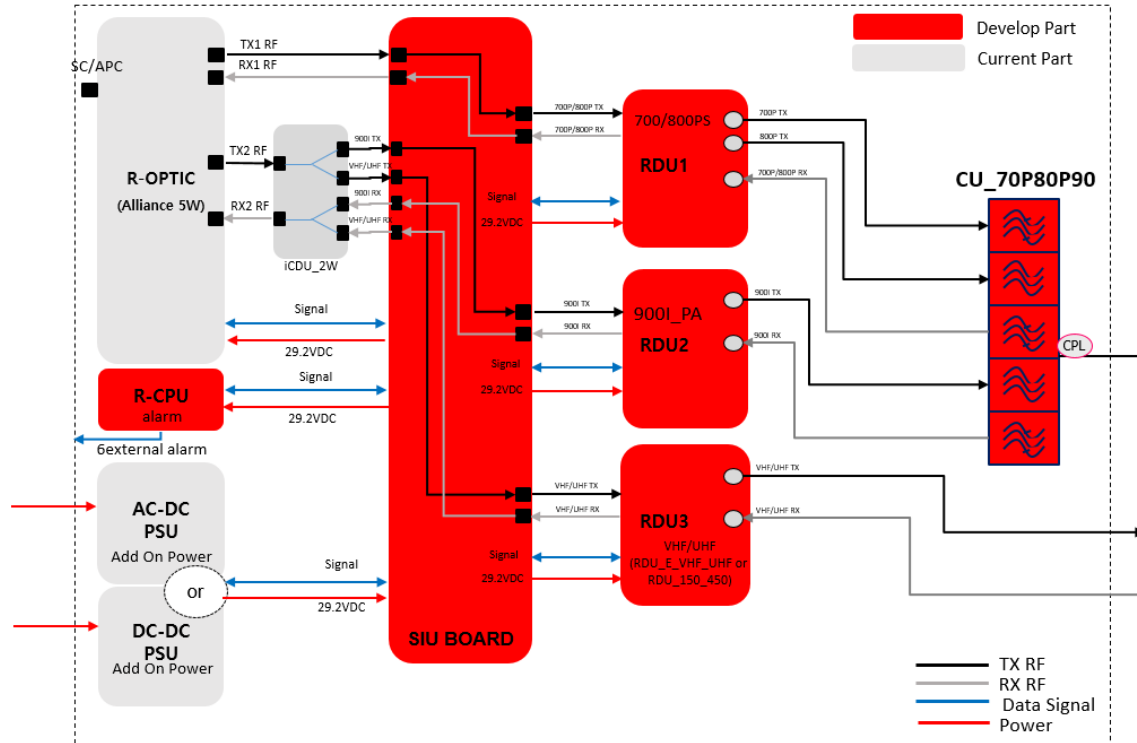 Develop Part
Current Part
SC/APC
TX1 RF
RX1 RF
TX2 RF
RX2 RF
R-OPTIC
(Alliance 5W)
900I TX
VHF/UHF TX
900I RX
VHF/UHF RX
iCDU_2W
Signal
29.2VDC
R-CPU
alarm
Signal
29.2VDC
6external alarm
AC-DC
PSU
Add On Power
or
DC-DC
PSU
Add On Power
Signal
29.2VDC
SIU BOARD
700P/800P TX
700P/800P RX
Signal
29.2VDC
700/800PS
RDU1
700P TX
800P TX
700P/800P RX
900I TX
900I RX
Signal
29.2VDC
900I_PA
RDU2
900I TX
900I RX
VHF/UHF TX
VHF/UHF RX
Signal
29.2VDC
RDU3
VHF/UHF
(RDU_E_VHF_UHF or
RDU_150_450)
VHF/UHF TX
VHF/UHF RX
CU_70P80P90
CPL
TX RF
RX RF
Data Signal
Power